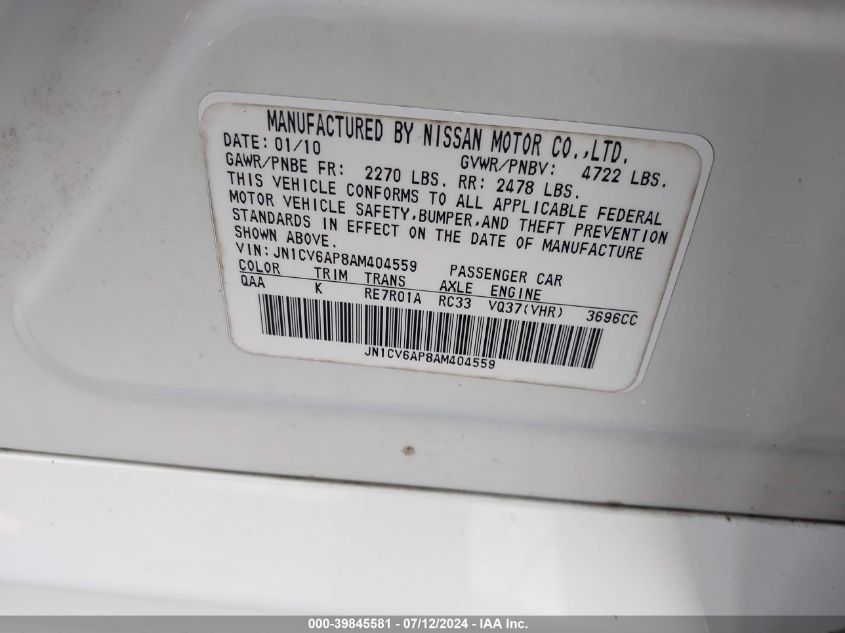 MANUFACTURED BY NISSAN MOTOR CO.,LTD.
DATE: 01/10 GVWR/PNBV: 4722 LBS.
GAWR/PNBE FR: 2270 LBS. RR: 2478 LBS.
THIS VEHICLE CONFORMS TO ALL APPLICABLE FEDERAL
MOTOR VEHICLE SAFETY,BUMPER,AND THEFT PREVENTION
STANDARDS IN EFFECT ON THE DATE OF MANUFACTURE
SHOWN ABOVE.
VIN: JN1CV6AP8AM404559 PASSENGER CAR
COLOR TRIM TRANS AXLE ENGINE
QAA K RE7R01A RC33 VQ37(VHR) 3696CC
JN1CV6AP8AM404559
000-39845581 - 07/12/2024 - IAA Inc.